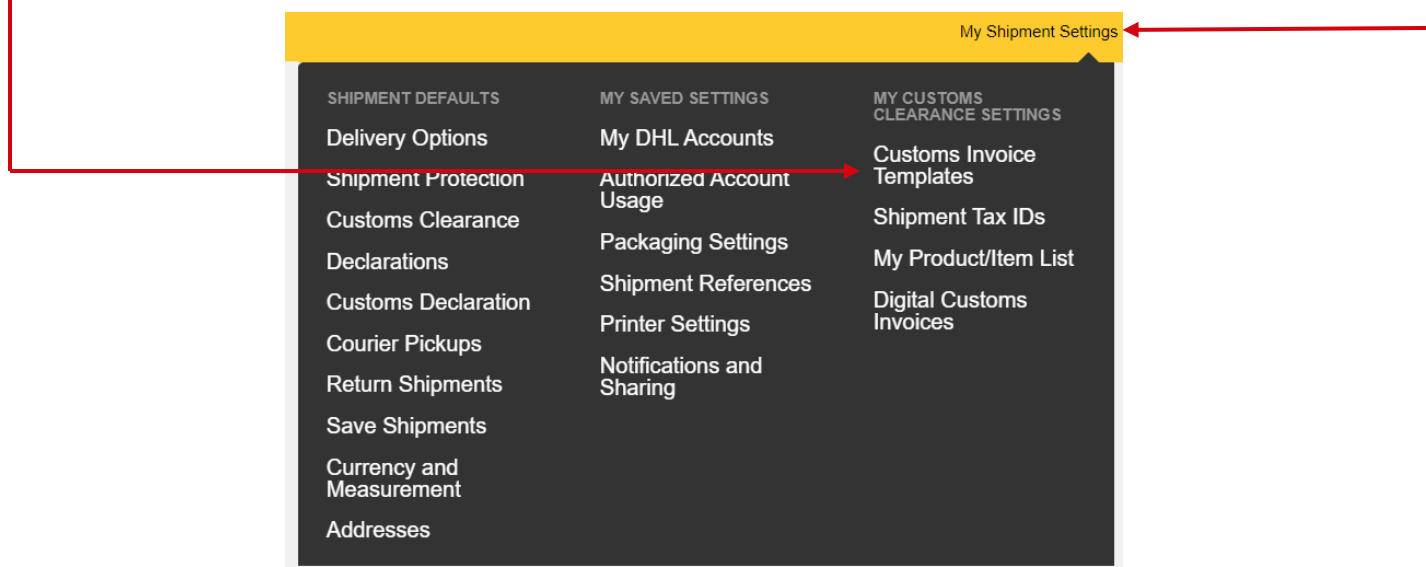 My Shipment Settings
SHIPMENT DEFAULTS
Delivery Options
Shipment Protection
Customs Clearance
Declarations
Customs Declaration
Courier Pickups
Return Shipments
Save Shipments
Currency and
Measurement
Addresses
MY SAVED SETTINGS
My DHL Accounts
Authorized Account
Usage
Packaging Settings
Shipment References
Printer Settings
Notifications and
Sharing
MY CUSTOMS
CLEARANCE SETTINGS
Customs Invoice
Templates
Shipment Tax IDs
My Product/Item List
Digital Customs
Invoices